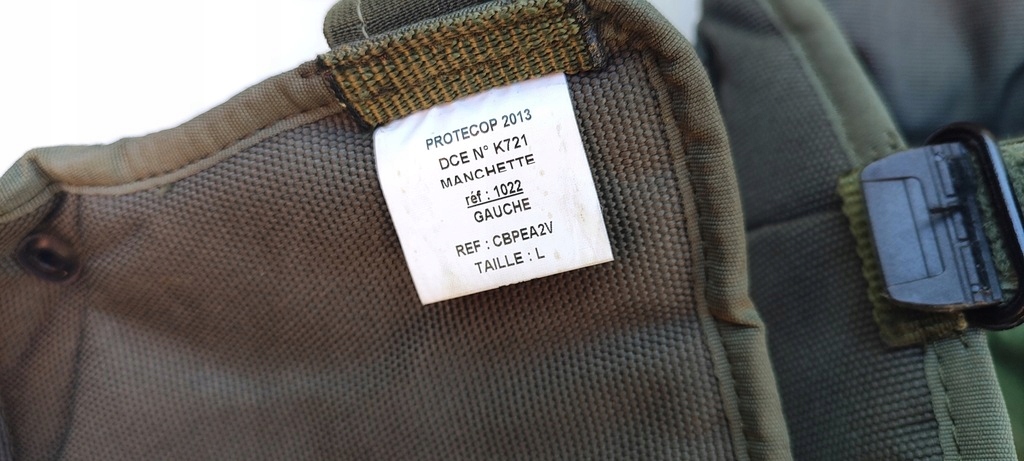 PROTECOP 2013
DCE N° K721
MANCHETTE
réf : 1022
GAUCHE
REF : CBPEA2V
TAILLE : L